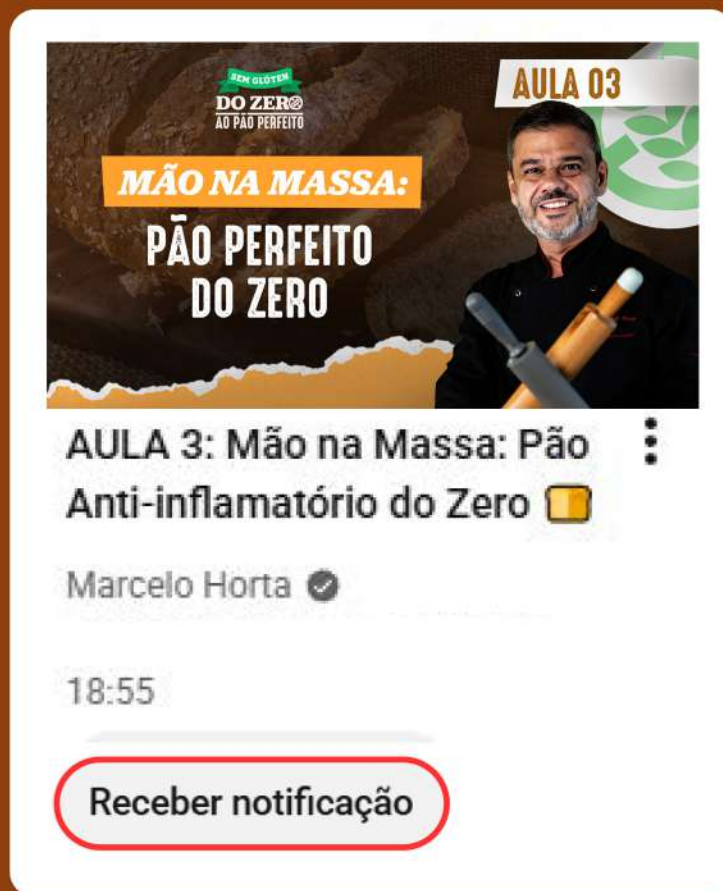 SEM GLÚTEN
DO ZERO
AO PÃO PERFEITO
AULA 03
MÃO NA MASSA:
PÃO PERFEITO
DO ZERO
AULA 3: Mão na Massa: Pão
Anti-inflamatório do Zero 🍞
Marcelo Horta
18:55
Receber notificação